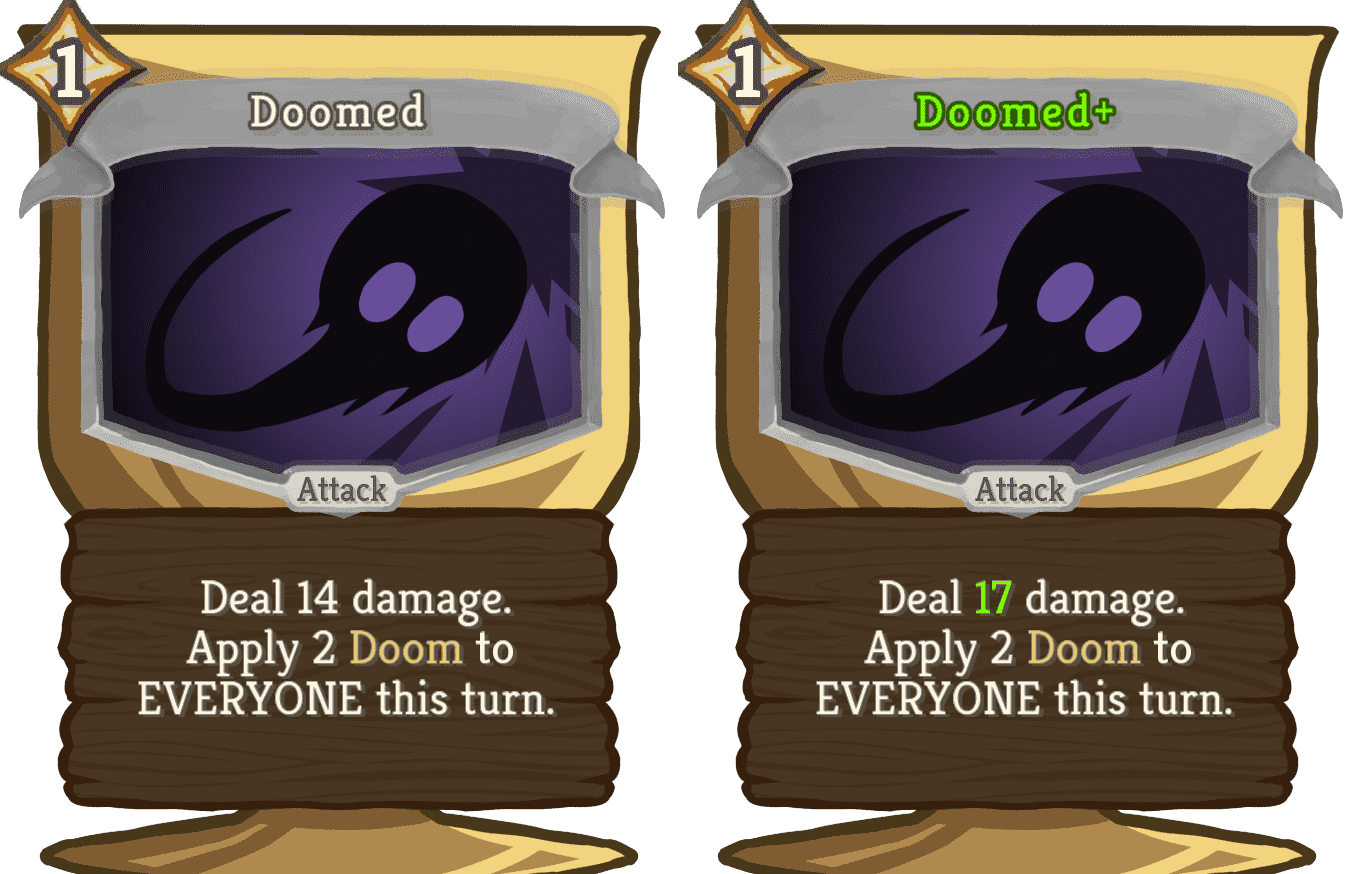 1
Doomed
Attack
Deal 14 damage.
Apply 2 Doom to
EVERYONE this turn.
1
Doomed+
Attack
Deal 17 damage.
Apply 2 Doom to
EVERYONE this turn.